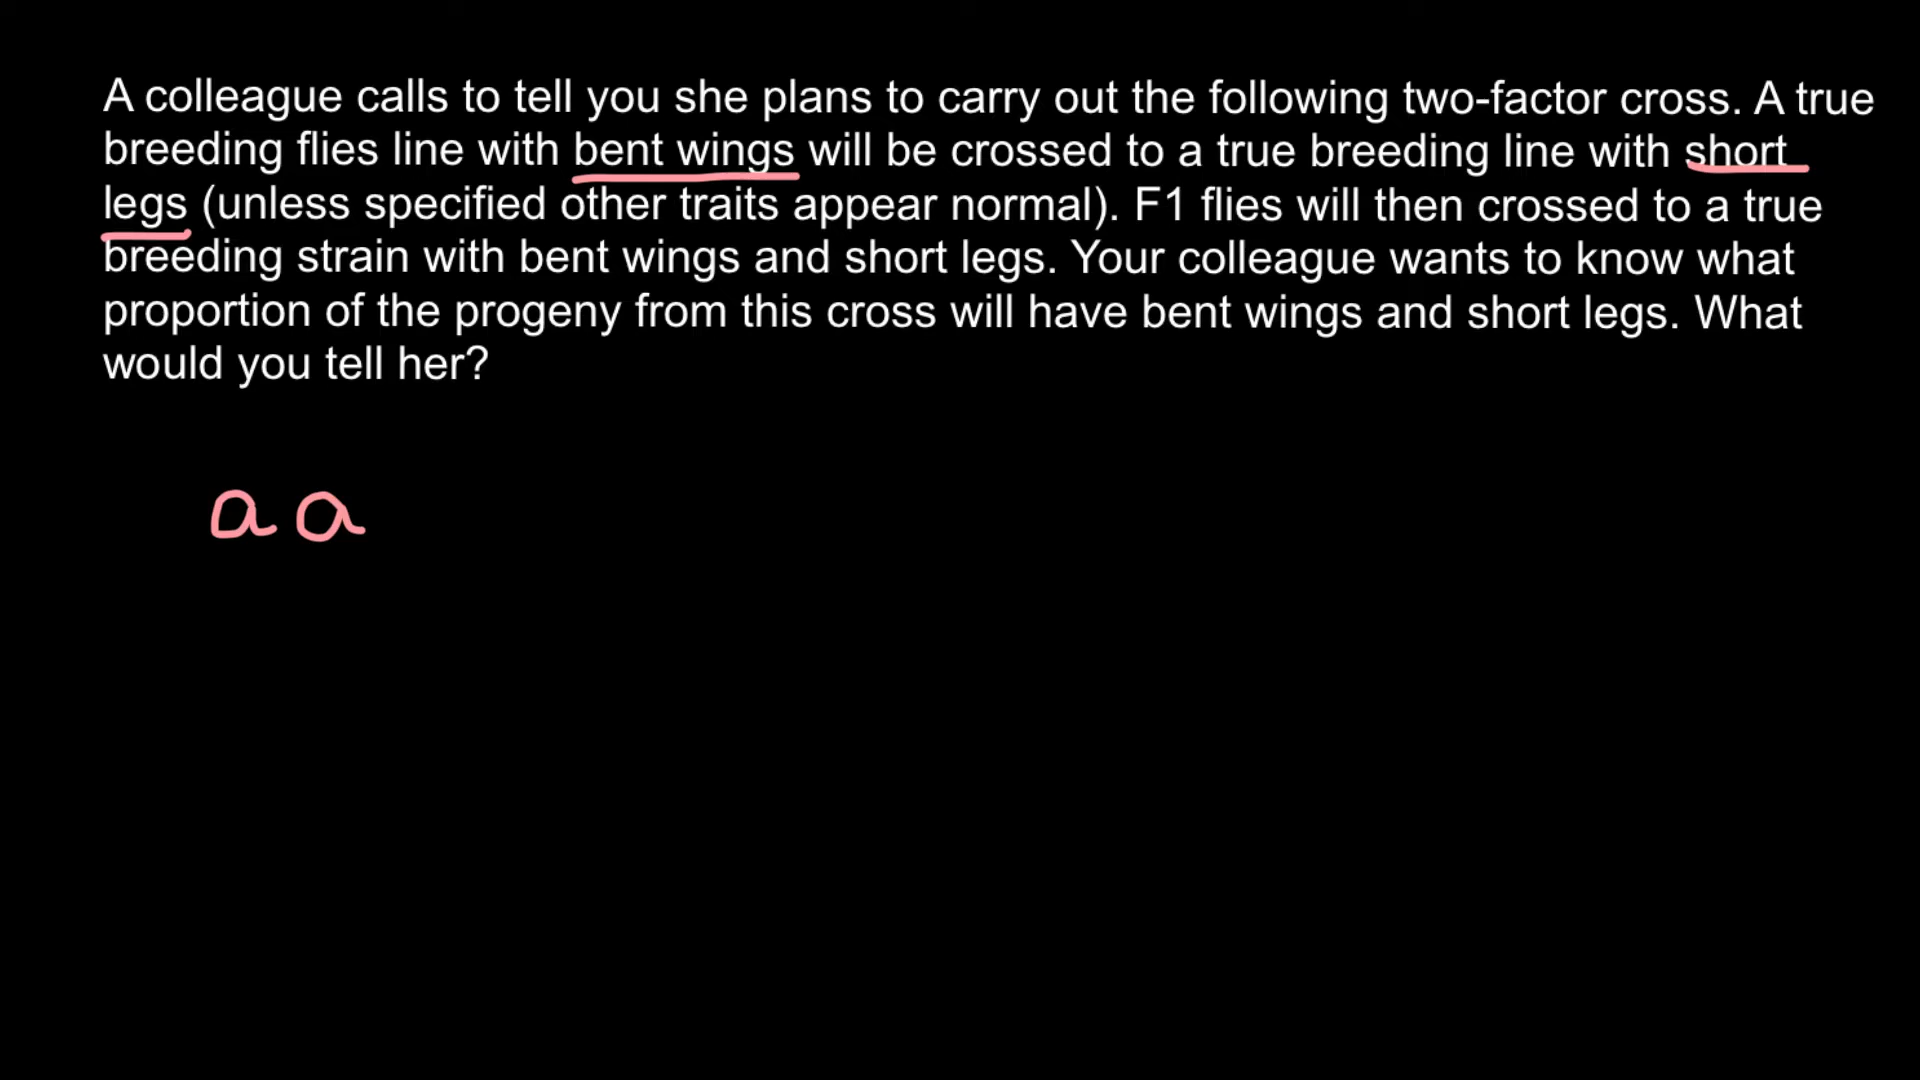 A colleague calls to tell you she plans to carry out the following two-factor cross. A true
breeding flies line with bent wings will be crossed to a true breeding line with short
legs (unless specified other traits appear normal). F1 flies will then crossed to a true
breeding strain with bent wings and short legs. Your colleague wants to know what
proportion of the progeny from this cross will have bent wings and short legs. What
would you tell her?
a a